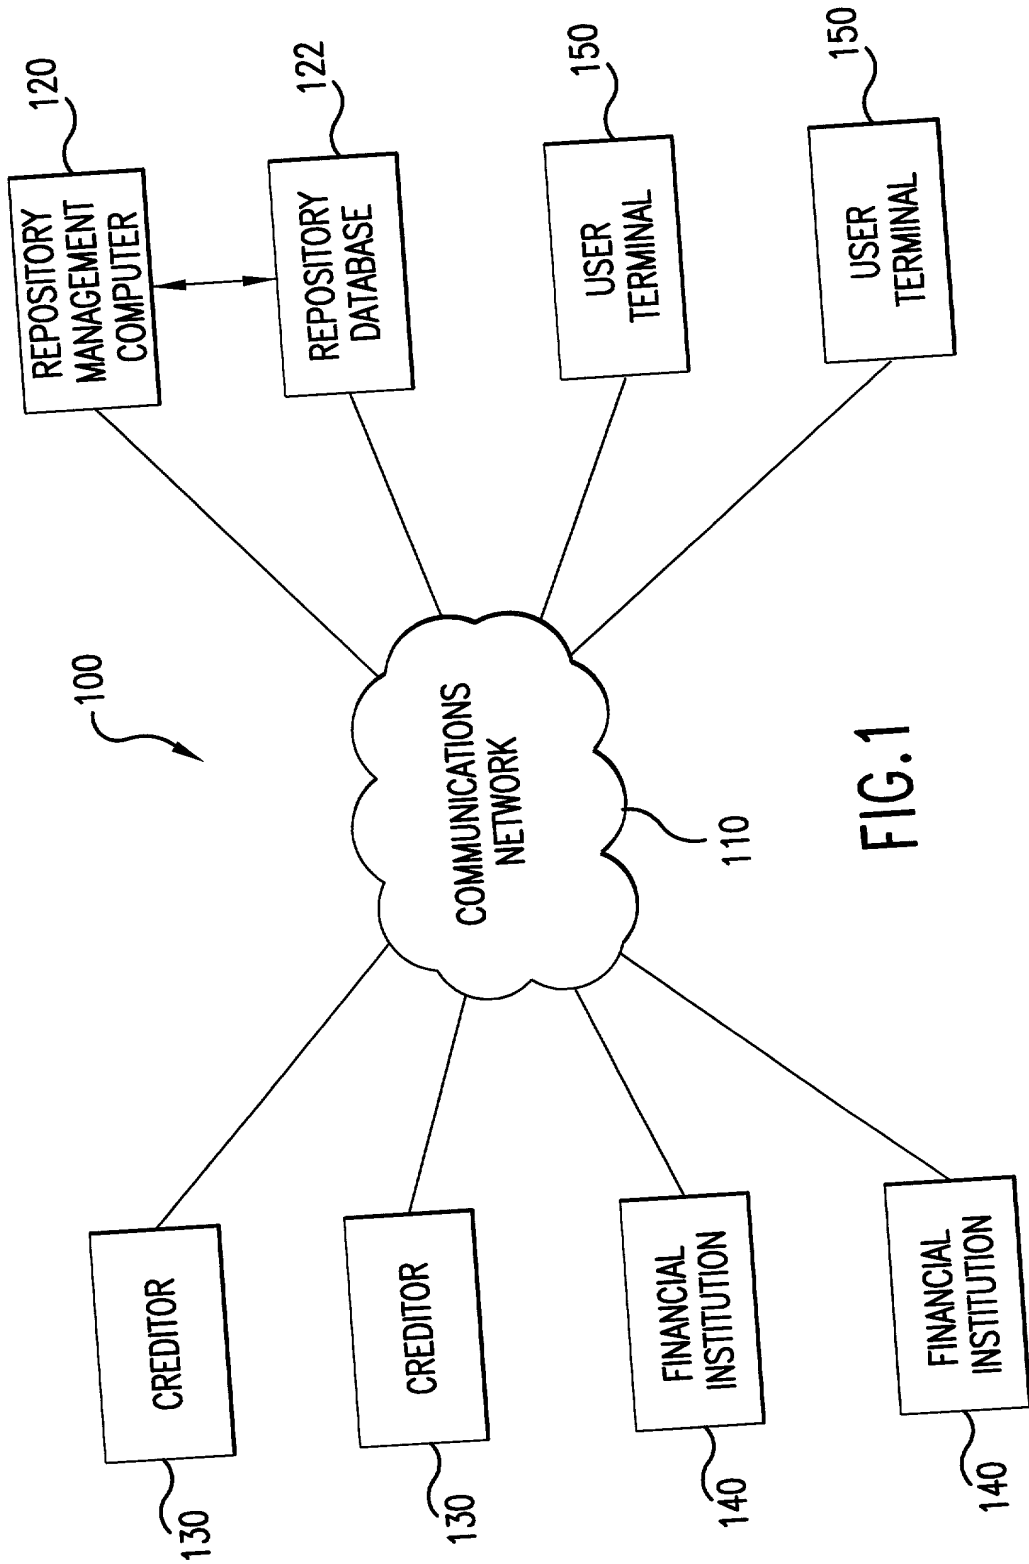 100
120
REPOSITORY
MANAGEMENT
COMPUTER
122
REPOSITORY
DATABASE
150
USER
TERMINAL
150
USER
TERMINAL
COMMUNICATIONS
NETWORK
110
130
CREDITOR
130
CREDITOR
140
FINANCIAL
INSTITUTION
140
FINANCIAL
INSTITUTION
FIG.1